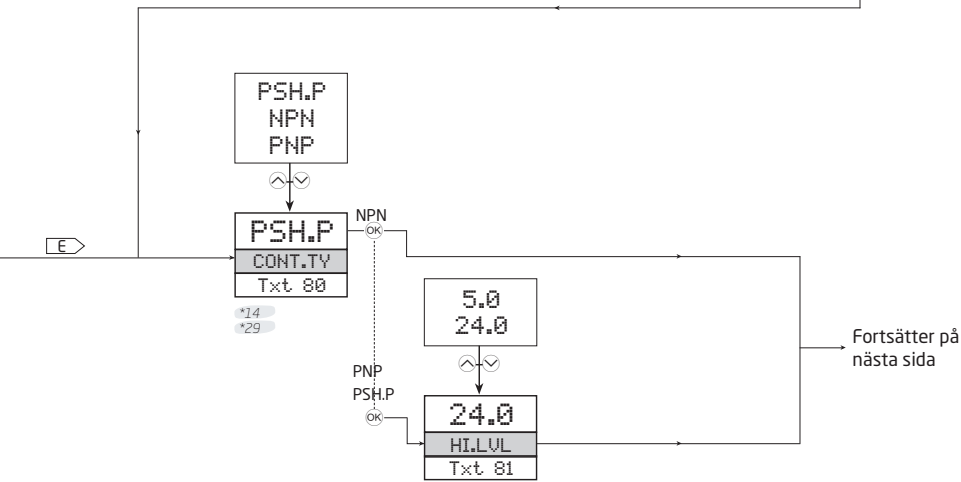 PSH.P
NPN
PNP
E
PSH.P
CONT.TY
Txt 80
*14
*29
NPN
OK
5.0
24.0
PNP
PSH.P
OK
24.0
HI.LVL
Txt 81
Fortsätter på
nästa sida